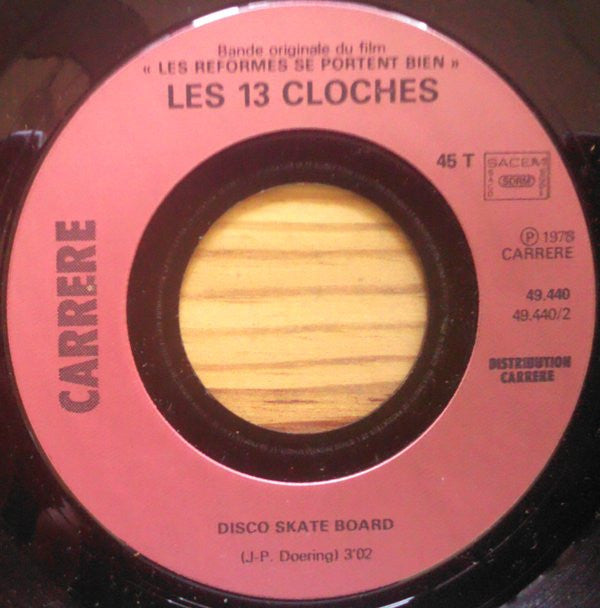 Bande originale du film
« LES REFORMES SE PORTENT BIEN »
LES 13 CLOCHES
45 T
SACEM
SDRM
SACD
Ⓟ 1978
CARRERE
49.440
49.440/2
DISTRIBUTION
CARRERE
CARRERE
DISCO SKATE BOARD
(J-P. Doering) 3'02